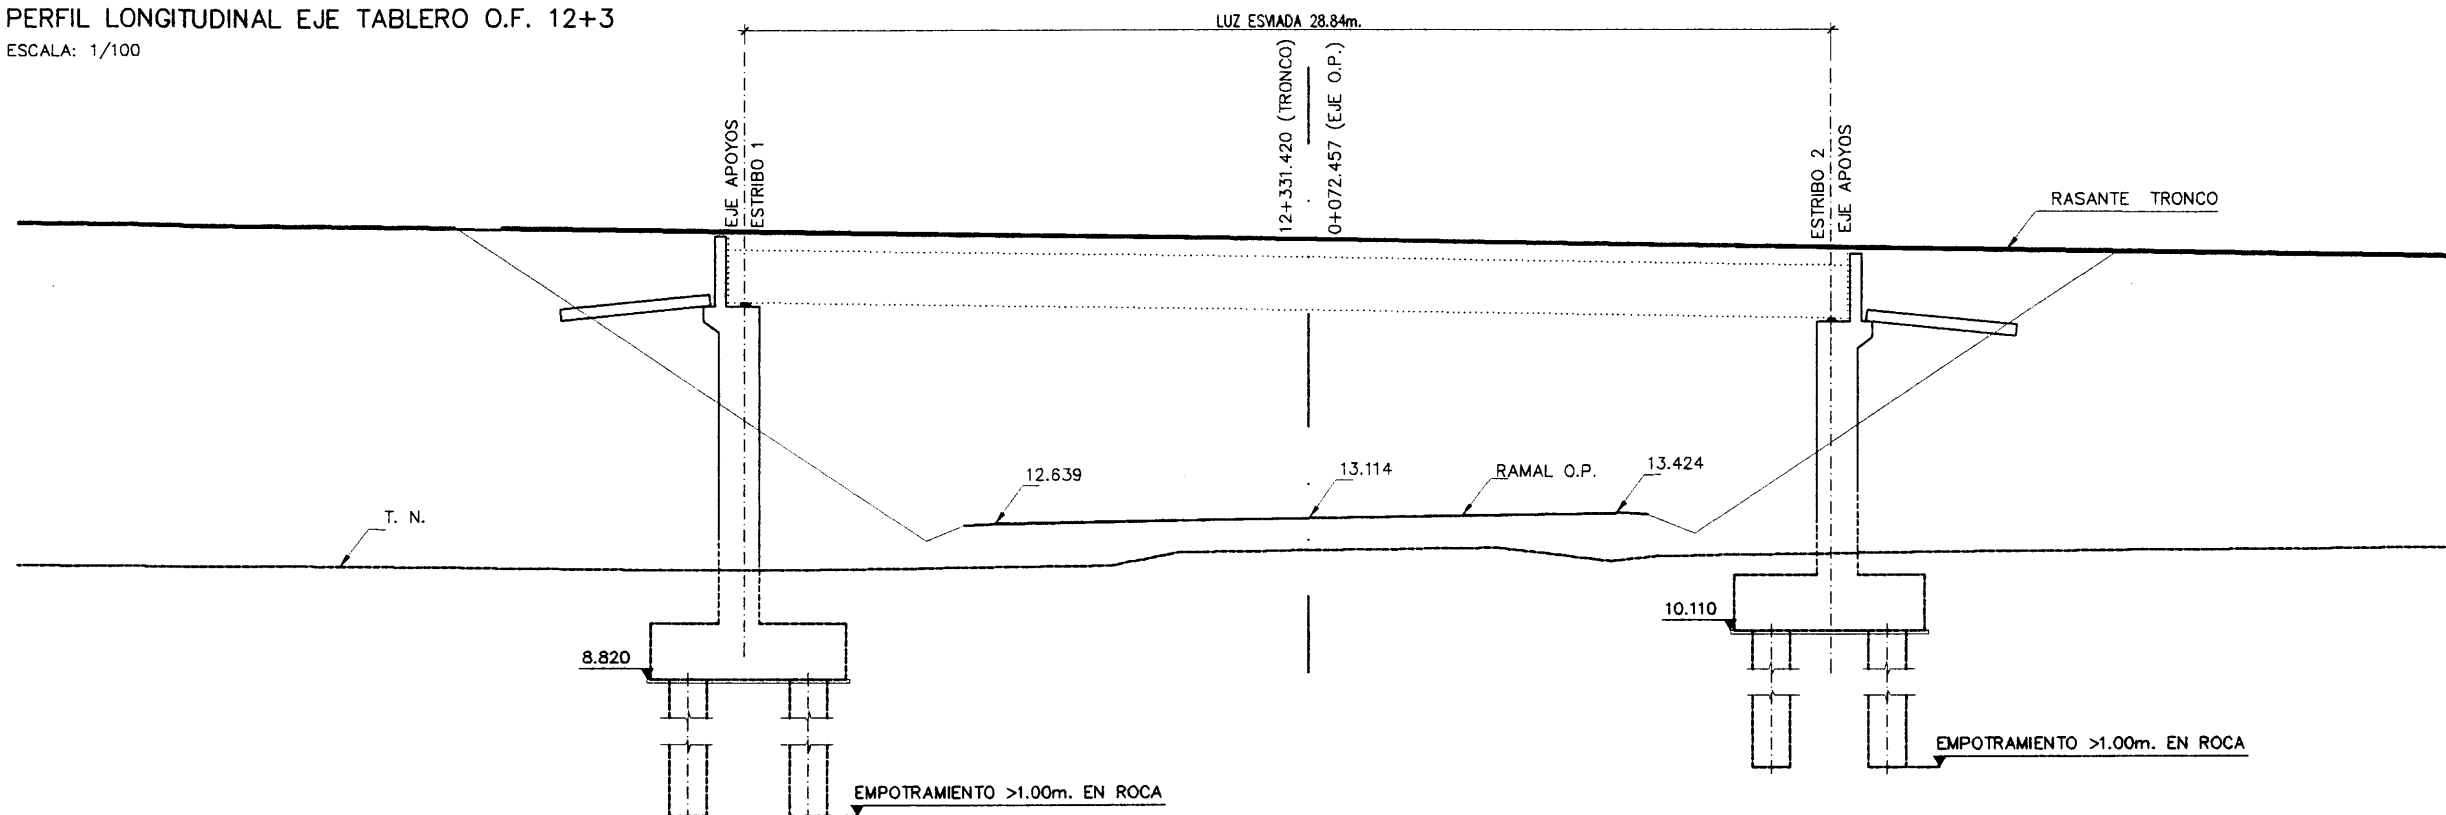 PERFIL LONGITUDINAL EJE TABLERO O.F. 12+3
ESCALA: 1/100
LUZ ESVIADA 28.84m.
EJE APOYOS
ESTRIBO 1
12+331.420 (TRONCO)
0+072.457 (EJE O.P.)
ESTRIBO 2
EJE APOYOS
RASANTE TRONCO
12.639
13.114
RAMAL O.P.
13.424
T. N.
8.820
10.110
EMPOTRAMIENTO >1.00m. EN ROCA
EMPOTRAMIENTO >1.00m. EN ROCA